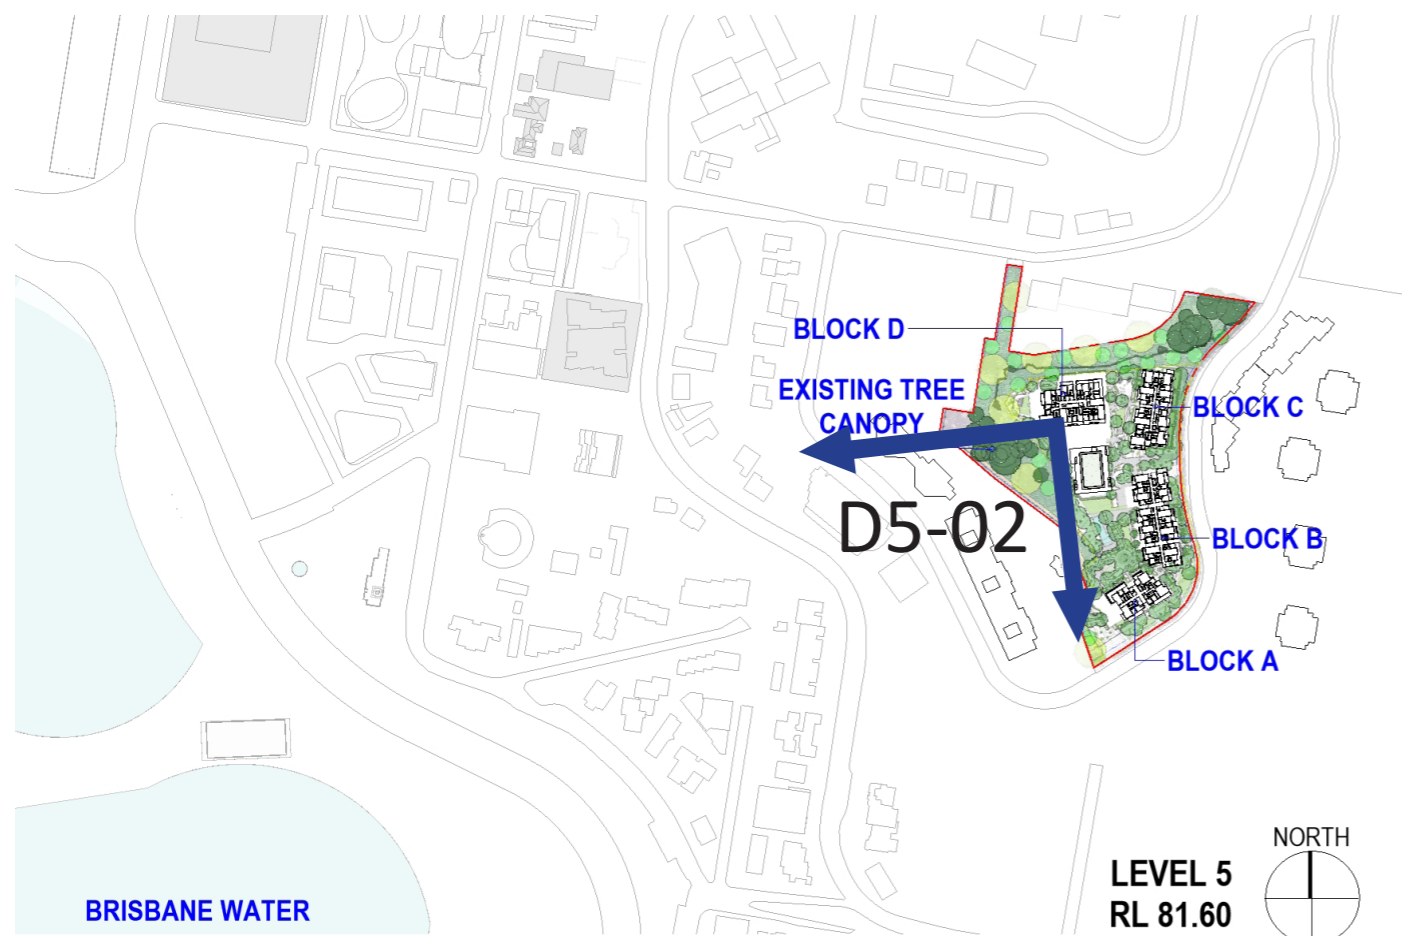 BLOCK D
EXISTING TREE
CANOPY
BLOCK C
D5-02
BLOCK B
BLOCK A
NORTH
LEVEL 5
RL 81.60
BRISBANE WATER